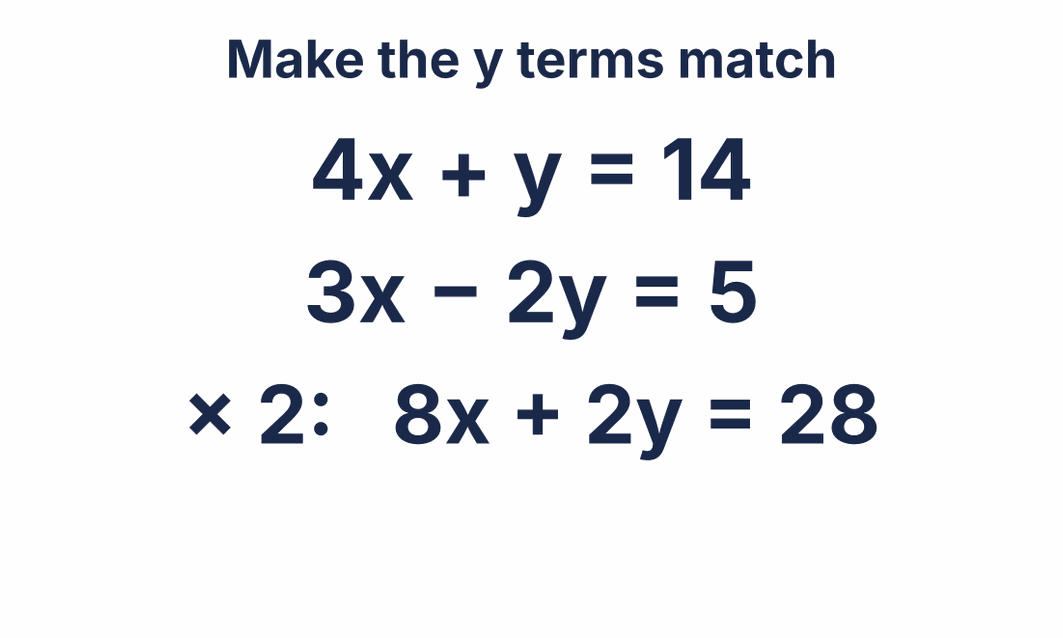 Make the y terms match
4x + y = 14
3x − 2y = 5
× 2: 8x + 2y = 28